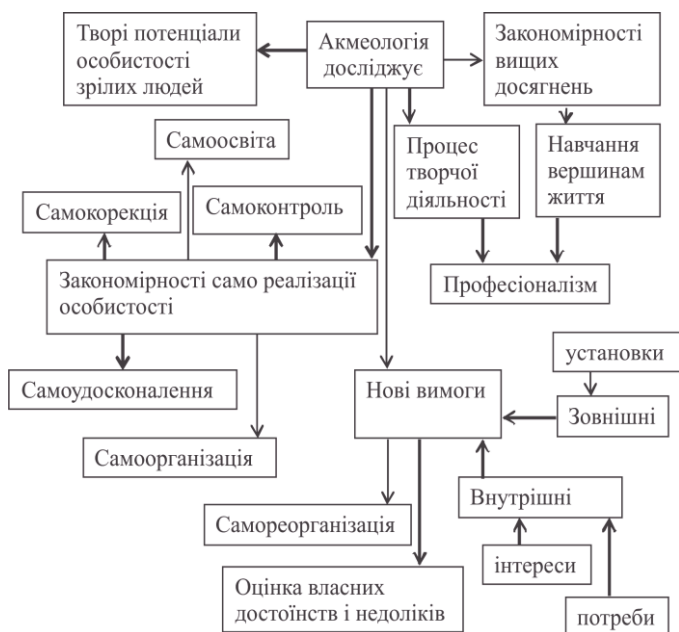 Творі потенціали
особистості
зрілих людей
Акмеологія
досліджує
Закономірності
вищих
досягнень
Самоосвіта
Процес
творчої
діяльності
Навчання
вершинам
життя
Самокорекція
Самоконтроль
Закономірності само реалізації
особистості
Професіоналізм
установки
Самоудосконалення
Нові вимоги
Зовнішні
Самоорганізація
Внутрішні
Самореорганізація
інтереси
Оцінка власних
достоїнств і недоліків
потреби